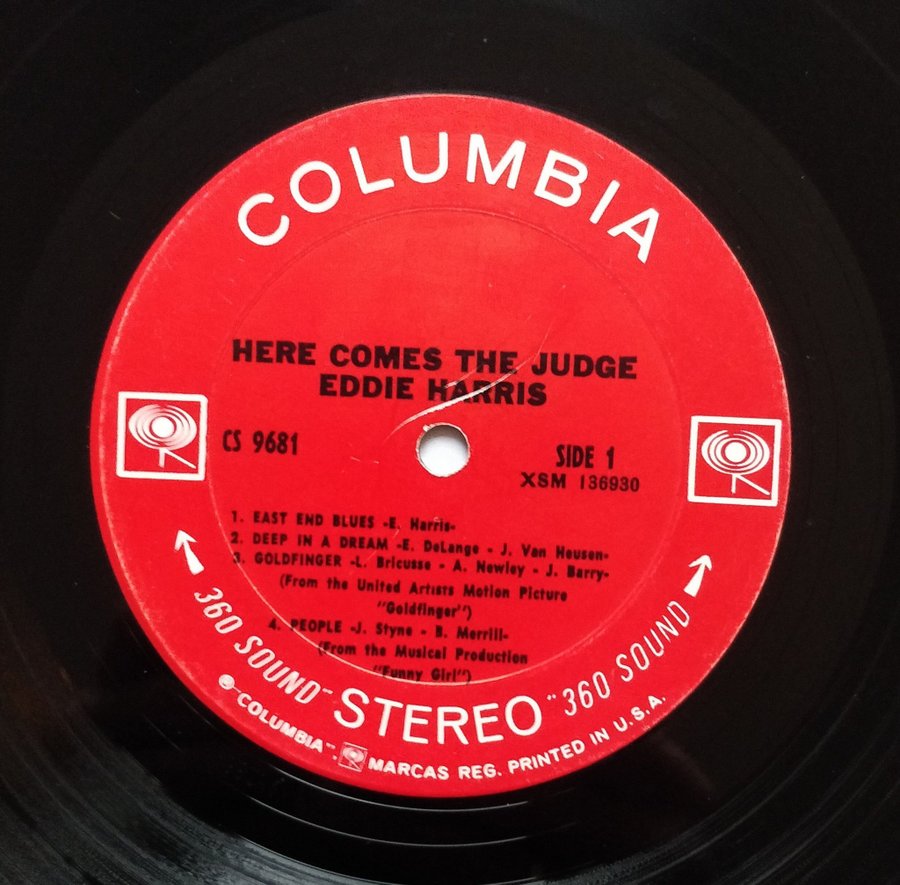 COLUMBIA
HERE COMES THE JUDGE
EDDIE HARRIS
CS 9681
SIDE 1
XSM 136930
1. EAST END BLUES -E. Harris-
2. DEEP IN A DREAM -E. DeLange - J. Van Heusen-
3. GOLDFINGER -L. Bricusse - A. Newley - J. Barry-
(From the United Artists Motion Picture
"Goldfinger")
4. PEOPLE -J. Styne - B. Merrill-
(From the Musical Production
"Funny Girl")
360 SOUND" STEREO "360 SOUND
"COLUMBIA", MARCAS REG. PRINTED IN U.S.A.